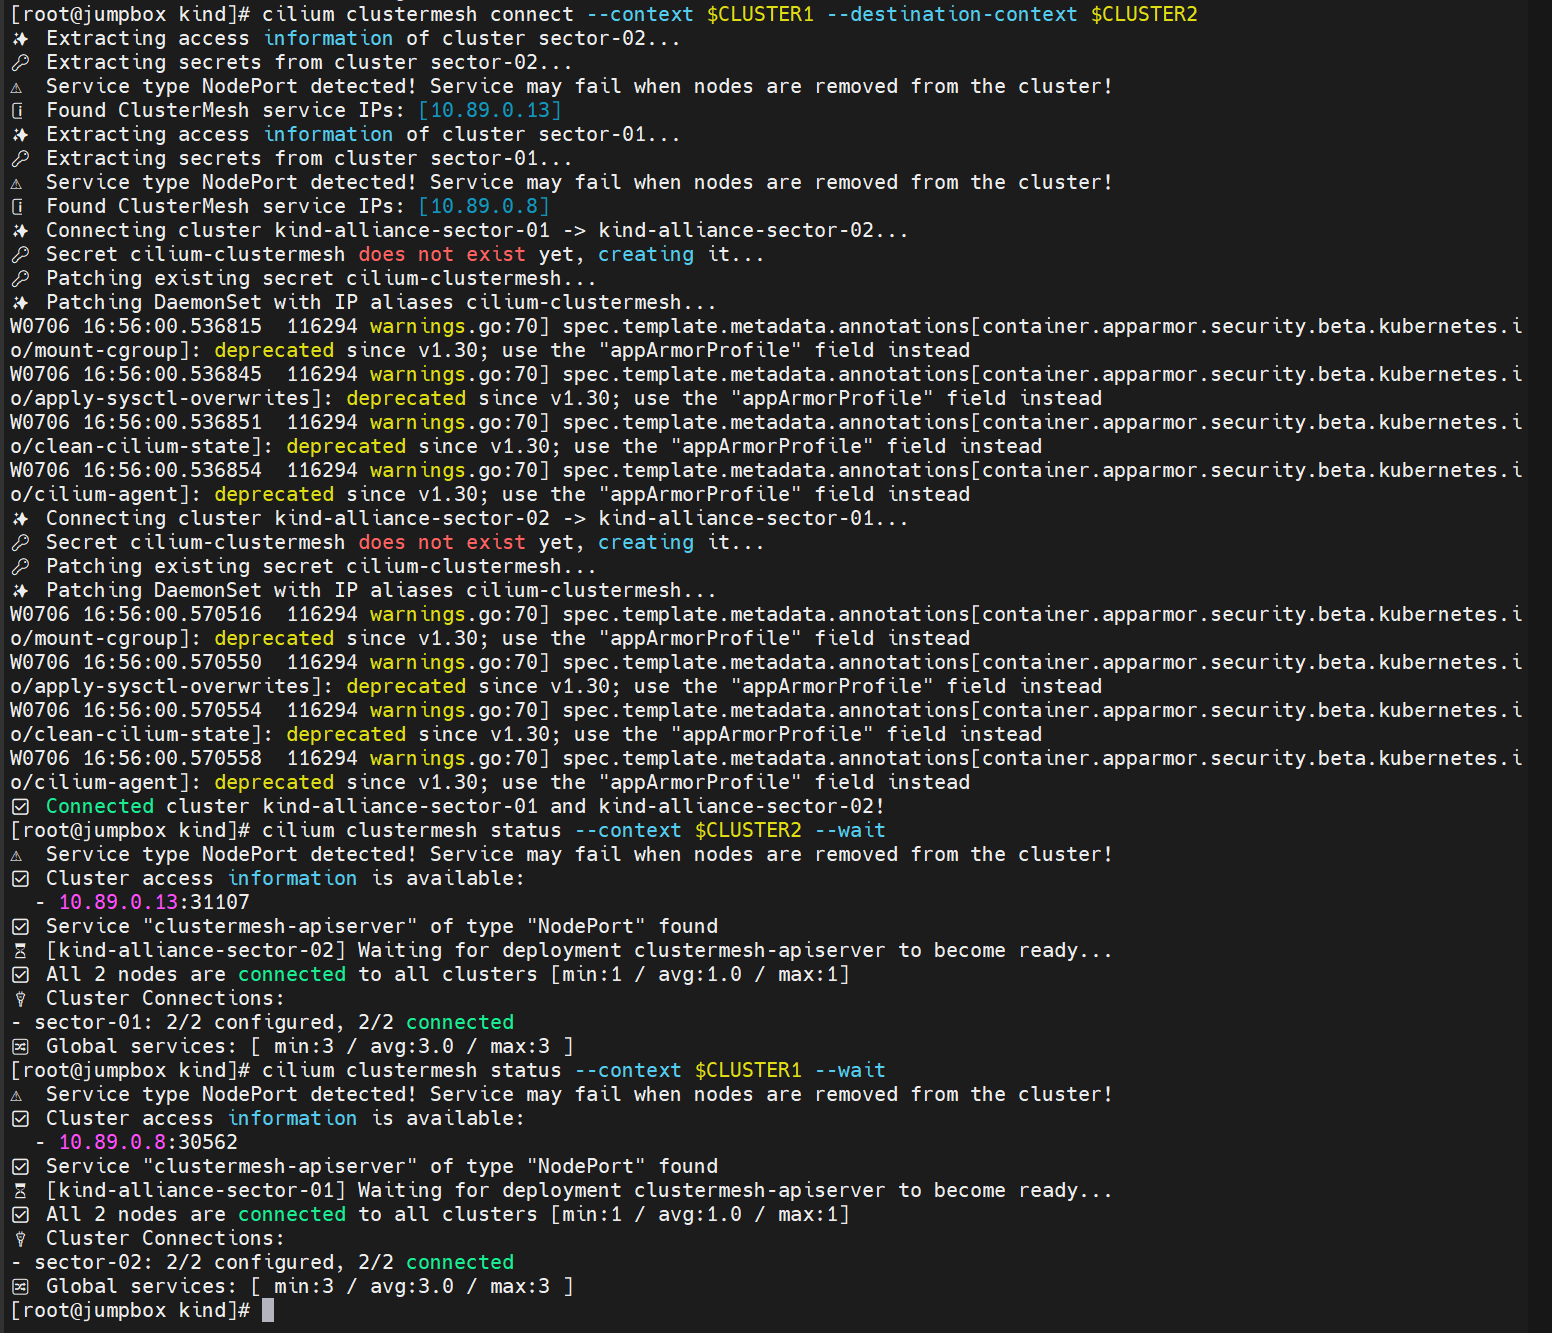 [root@jumpbox kind]# cilium clustermesh connect --context $CLUSTER1 --destination-context $CLUSTER2
✨ Extracting access information of cluster sector-02...
🔑 Extracting secrets from cluster sector-02...
⚠️ Service type NodePort detected! Service may fail when nodes are removed from the cluster!
ℹ️ Found ClusterMesh service IPs: [10.89.0.13]
✨ Extracting access information of cluster sector-01...
🔑 Extracting secrets from cluster sector-01...
⚠️ Service type NodePort detected! Service may fail when nodes are removed from the cluster!
ℹ️ Found ClusterMesh service IPs: [10.89.0.8]
✨ Connecting cluster kind-alliance-sector-01 -> kind-alliance-sector-02...
🔑 Secret cilium-clustermesh does not exist yet, creating it...
🔑 Patching existing secret cilium-clustermesh...
✨ Patching DaemonSet with IP aliases cilium-clustermesh...
W0706 16:56:00.536815  116294 warnings.go:70] spec.template.metadata.annotations[container.apparmor.security.beta.kubernetes.i
o/mount-cgroup]: deprecated since v1.30; use the "appArmorProfile" field instead
W0706 16:56:00.536845  116294 warnings.go:70] spec.template.metadata.annotations[container.apparmor.security.beta.kubernetes.i
o/apply-sysctl-overwrites]: deprecated since v1.30; use the "appArmorProfile" field instead
W0706 16:56:00.536851  116294 warnings.go:70] spec.template.metadata.annotations[container.apparmor.security.beta.kubernetes.i
o/clean-cilium-state]: deprecated since v1.30; use the "appArmorProfile" field instead
W0706 16:56:00.536854  116294 warnings.go:70] spec.template.metadata.annotations[container.apparmor.security.beta.kubernetes.i
o/cilium-agent]: deprecated since v1.30; use the "appArmorProfile" field instead
✨ Connecting cluster kind-alliance-sector-02 -> kind-alliance-sector-01...
🔑 Secret cilium-clustermesh does not exist yet, creating it...
🔑 Patching existing secret cilium-clustermesh...
✨ Patching DaemonSet with IP aliases cilium-clustermesh...
W0706 16:56:00.570516  116294 warnings.go:70] spec.template.metadata.annotations[container.apparmor.security.beta.kubernetes.i
o/mount-cgroup]: deprecated since v1.30; use the "appArmorProfile" field instead
W0706 16:56:00.570550  116294 warnings.go:70] spec.template.metadata.annotations[container.apparmor.security.beta.kubernetes.i
o/apply-sysctl-overwrites]: deprecated since v1.30; use the "appArmorProfile" field instead
W0706 16:56:00.570554  116294 warnings.go:70] spec.template.metadata.annotations[container.apparmor.security.beta.kubernetes.i
o/clean-cilium-state]: deprecated since v1.30; use the "appArmorProfile" field instead
W0706 16:56:00.570558  116294 warnings.go:70] spec.template.metadata.annotations[container.apparmor.security.beta.kubernetes.i
o/cilium-agent]: deprecated since v1.30; use the "appArmorProfile" field instead
✅ Connected cluster kind-alliance-sector-01 and kind-alliance-sector-02!
[root@jumpbox kind]# cilium clustermesh status --context $CLUSTER2 --wait
⚠️ Service type NodePort detected! Service may fail when nodes are removed from the cluster!
✅ Cluster access information is available:
  - 10.89.0.13:31107
✅ Service "clustermesh-apiserver" of type "NodePort" found
⌛ [kind-alliance-sector-02] Waiting for deployment clustermesh-apiserver to become ready...
✅ All 2 nodes are connected to all clusters [min:1 / avg:1.0 / max:1]
🔌 Cluster Connections:
- sector-01: 2/2 configured, 2/2 connected
🔀 Global services: [ min:3 / avg:3.0 / max:3 ]
[root@jumpbox kind]# cilium clustermesh status --context $CLUSTER1 --wait
⚠️ Service type NodePort detected! Service may fail when nodes are removed from the cluster!
✅ Cluster access information is available:
  - 10.89.0.8:30562
✅ Service "clustermesh-apiserver" of type "NodePort" found
⌛ [kind-alliance-sector-01] Waiting for deployment clustermesh-apiserver to become ready...
✅ All 2 nodes are connected to all clusters [min:1 / avg:1.0 / max:1]
🔌 Cluster Connections:
- sector-02: 2/2 configured, 2/2 connected
🔀 Global services: [ min:3 / avg:3.0 / max:3 ]
[root@jumpbox kind]#